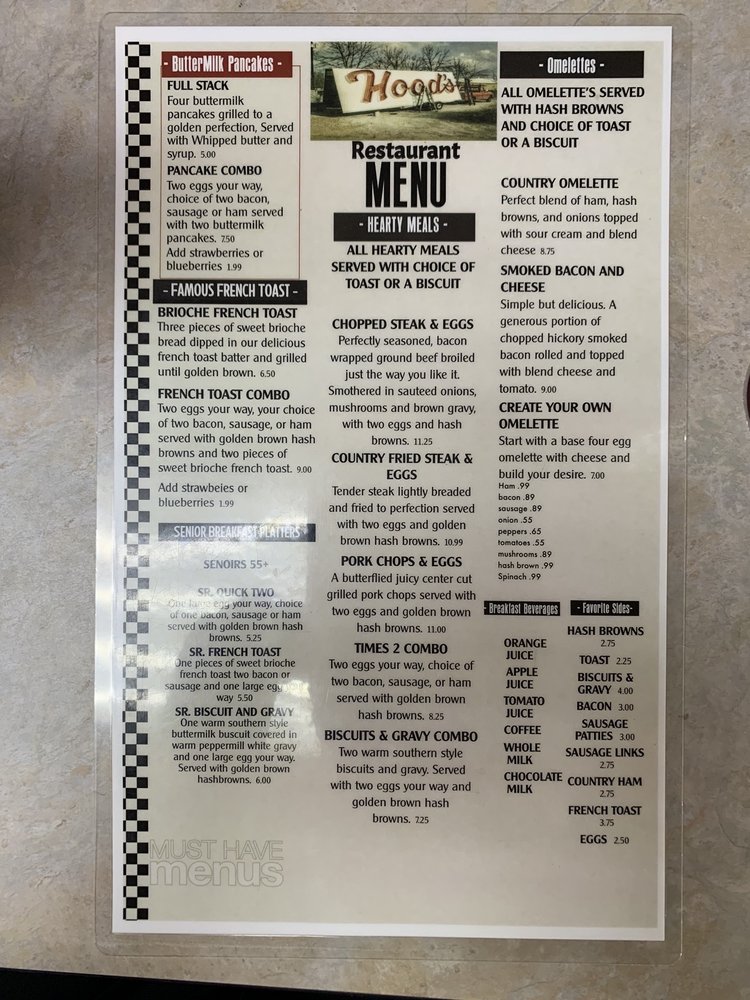 - ButterMilk Pancakes -
FULL STACK
Four buttermilk
pancakes grilled to a
golden perfection, Served
with Whipped butter and
syrup. 5.00
PANCAKE COMBO
Two eggs your way,
choice of two bacon,
sausage or ham served
with two buttermilk
pancakes. 7.50
Add strawberries or
blueberries 1.99
- FAMOUS FRENCH TOAST -
BRIOCHE FRENCH TOAST
Three pieces of sweet brioche
bread dipped in our delicious
french toast batter and grilled
until golden brown. 6.50
FRENCH TOAST COMBO
Two eggs your way, your choice
of two bacon, sausage, or ham
served with golden brown hash
browns and two pieces of
sweet brioche french toast. 9.00
Add strawbeies or
blueberries 1.99
SENIOR BREAKFAST PLATTERS
SENOIRS 55+
SR. QUICK TWO
One large egg your way, choice
of one bacon, sausage or ham
served with golden brown hash
browns. 5.25
SR. FRENCH TOAST
One pieces of sweet brioche
french toast two bacon or
sausage and one large egg your
way 5.50
SR. BISCUIT AND GRAVY
One warm southern style
buttermilk buscuit covered in
warm peppermill white gravy
and one large egg your way.
Served with golden brown
hashbrowns. 6.00
MUST HAVE
menus
Hood's
Restaurant
MENU
- HEARTY MEALS -
ALL HEARTY MEALS
SERVED WITH CHOICE OF
TOAST OR A BISCUIT
CHOPPED STEAK & EGGS
Perfectly seasoned, bacon
wrapped ground beef broiled
just the way you like it.
Smothered in sauteed onions,
mushrooms and brown gravy,
with two eggs and hash
browns. 11.25
COUNTRY FRIED STEAK &
EGGS
Tender steak lightly breaded
and fried to perfection served
with two eggs and golden
brown hash browns. 10.99
PORK CHOPS & EGGS
A butterflied juicy center cut
grilled pork chops served with
two eggs and golden brown
hash browns. 11.00
TIMES 2 COMBO
Two eggs your way, choice of
two bacon, sausage, or ham
served with golden brown
hash browns. 8.25
BISCUITS & GRAVY COMBO
Two warm southern style
biscuits and gravy. Served
with two eggs your way and
golden brown hash
browns. 7.25
- Omelettes -
ALL OMELETTE'S SERVED
WITH HASH BROWNS
AND CHOICE OF TOAST
OR A BISCUIT
COUNTRY OMELETTE
Perfect blend of ham, hash
browns, and onions topped
with sour cream and blend
cheese 8.75
SMOKED BACON AND
CHEESE
Simple but delicious. A
generous portion of
chopped hickory smoked
bacon rolled and topped
with blend cheese and
tomato. 9.00
CREATE YOUR OWN
OMELETTE
Start with a base four egg
omelette with cheese and
build your desire. 7.00
Ham .99
bacon .89
sausage .89
onion .55
peppers .65
tomatoes .55
mushrooms .89
hash brown .99
Spinach .99
- Breakfast Beverages
ORANGE
JUICE
APPLE
JUICE
TOMATO
JUICE
COFFEE
WHOLE
MILK
CHOCOLATE
MILK
- Favorite Sides-
HASH BROWNS
2.75
TOAST 2.25
BISCUITS &
GRAVY 4.00
BACON 3.00
SAUSAGE
PATTIES 3.00
SAUSAGE LINKS
2.75
COUNTRY HAM
2.75
FRENCH TOAST
3.75
EGGS 2.50